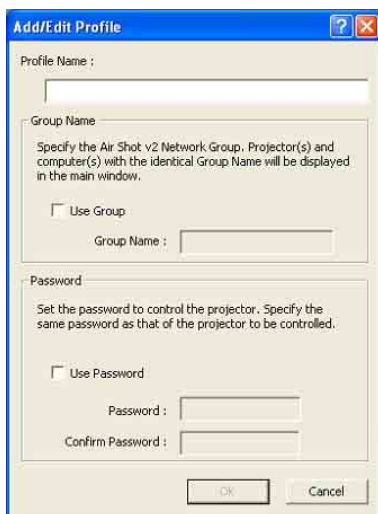 Add/Edit Profile
Profile Name :
Group Name
Specify the Air Shot v2 Network Group. Projector(s) and
computer(s) with the identical Group Name will be displayed
in the main window.
Use Group
Group Name :
Password
Set the password to control the projector. Specify the
same password as that of the projector to be controlled.
Use Password
Password :
Confirm Password :
OK Cancel